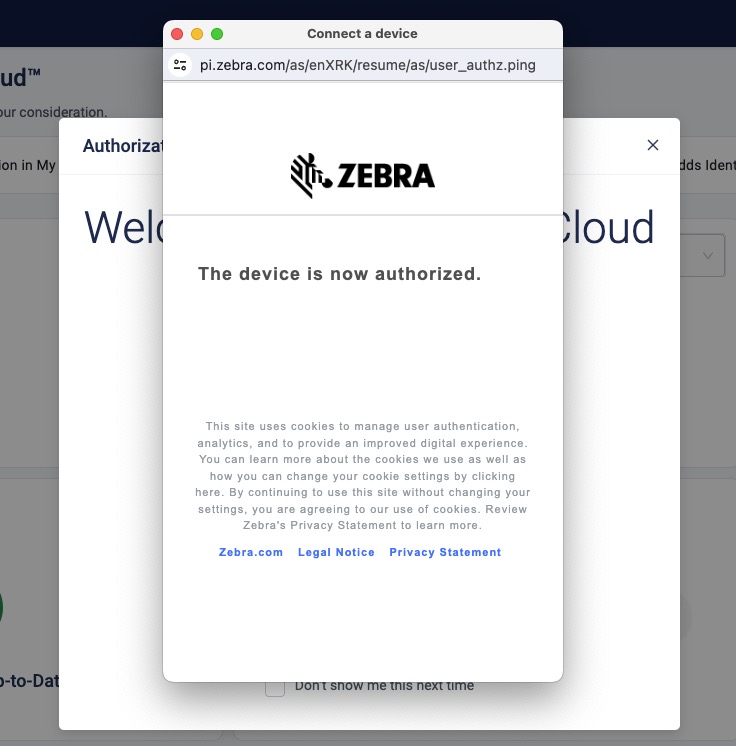 Connect a device
pi.zebra.com/as/enXRK/resume/as/user_authz.ping
ud™
our consideration.
ion in My
dds Ident
Authorizat
Welc
Cloud
ZEBRA
The device is now authorized.
This site uses cookies to manage user authentication,
analytics, and to provide an improved digital experience.
You can learn more about the cookies we use as well as
how you can change your cookie settings by clicking
here. By continuing to use this site without changing your
settings, you are agreeing to our use of cookies. Review
Zebra's Privacy Statement to learn more.
Zebra.com Legal Notice Privacy Statement
p-to-Dat
Don't show me this next time